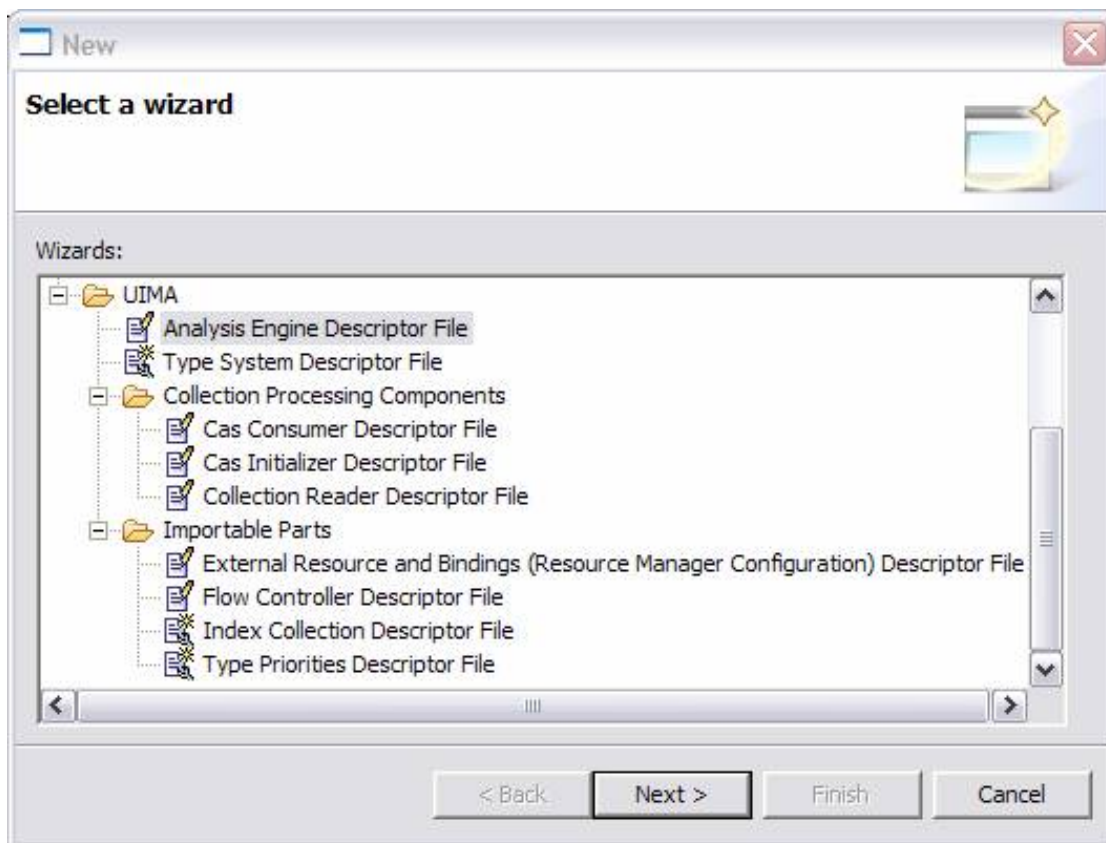 New
Select a wizard
Wizards:
UIMA
Analysis Engine Descriptor File
Type System Descriptor File
Collection Processing Components
Cas Consumer Descriptor File
Cas Initializer Descriptor File
Collection Reader Descriptor File
Importable Parts
External Resource and Bindings (Resource Manager Configuration) Descriptor File
Flow Controller Descriptor File
Index Collection Descriptor File
Type Priorities Descriptor File
< Back Next > Finish Cancel